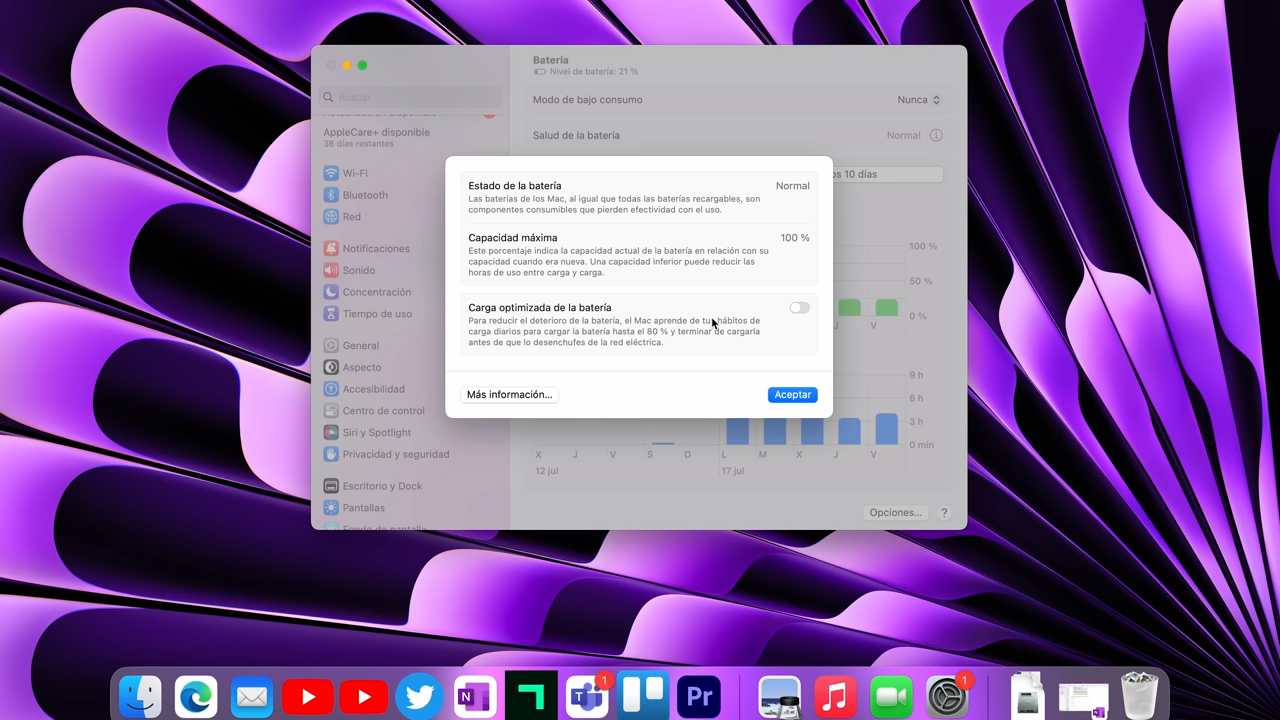 Batería
Nivel de batería: 21 %
Buscar
Modo de bajo consumo
Nunca
AppleCare+ disponible
38 días restantes
Salud de la batería
Normal
Wi-Fi
Bluetooth
Red
Notificaciones
Sonido
Concentración
Tiempo de uso
General
Aspecto
Accesibilidad
Centro de control
Siri y Spotlight
Privacidad y seguridad
Escritorio y Dock
Pantallas
Fondo de pantalla
10 días
Estado de la batería
Normal
Las baterías de los Mac, al igual que todas las baterías recargables, son
componentes consumibles que pierden efectividad con el uso.
Capacidad máxima
100 %
Este porcentaje indica la capacidad actual de la batería en relación con su
capacidad cuando era nueva. Una capacidad inferior puede reducir las
horas de uso entre carga y carga.
Carga optimizada de la batería
Para reducir el deterioro de la batería, el Mac aprende de tus hábitos de
carga diarios para cargar la batería hasta el 80 % y terminar de cargarla
antes de que lo desenchufes de la red eléctrica.
Más información...
Aceptar
100 %
50 %
0 %
J V
9 h
6 h
3 h
0 min
X J V S D L M X J V
12 jul 17 jul
Opciones... ?
N
1
Pr
1